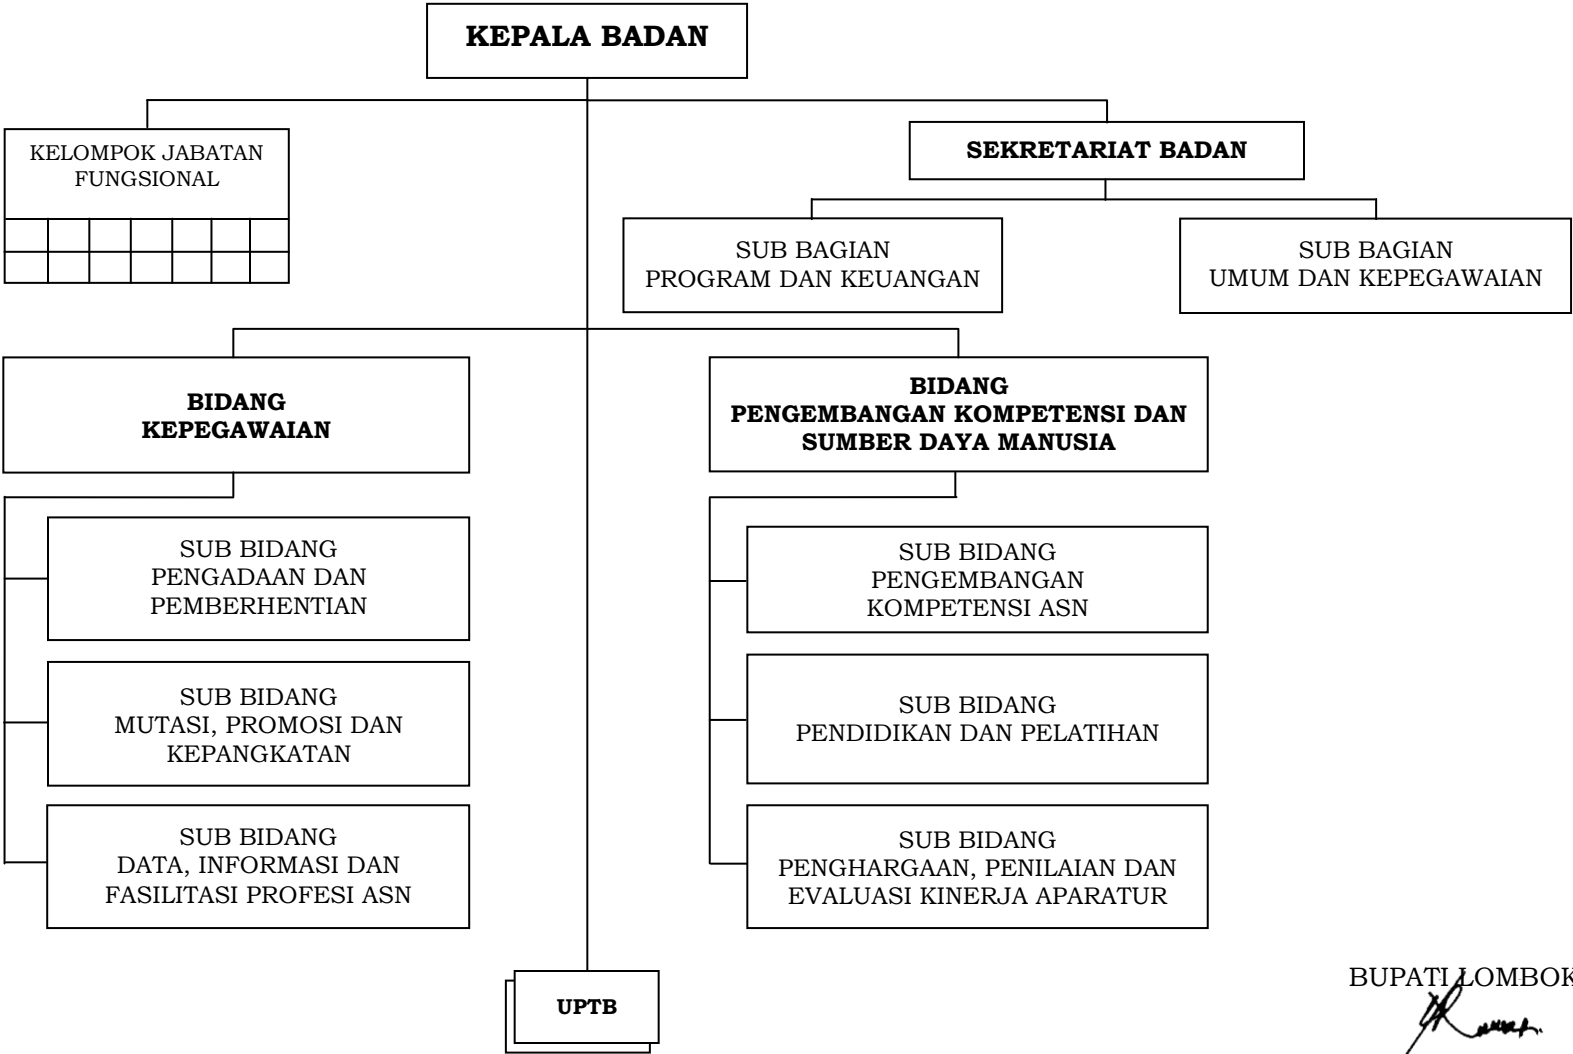 KEPALA BADAN
KELOMPOK JABATAN
FUNGSIONAL
SEKRETARIAT BADAN
SUB BAGIAN
PROGRAM DAN KEUANGAN
SUB BAGIAN
UMUM DAN KEPEGAWAIAN
BIDANG
KEPEGAWAIAN
BIDANG
PENGEMBANGAN KOMPETENSI DAN
SUMBER DAYA MANUSIA
SUB BIDANG
PENGADAAN DAN
PEMBERHENTIAN
SUB BIDANG
MUTASI, PROMOSI DAN
KEPANGKATAN
SUB BIDANG
DATA, INFORMASI DAN
FASILITASI PROFESI ASN
SUB BIDANG
PENGEMBANGAN
KOMPETENSI ASN
SUB BIDANG
PENDIDIKAN DAN PELATIHAN
SUB BIDANG
PENGHARGAAN, PENILAIAN DAN
EVALUASI KINERJA APARATUR
UPTB
BUPATI LOMBOK